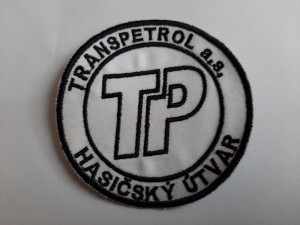 TRANSPETROL a.s.
TP
HASIČSKÝ ÚTVAR